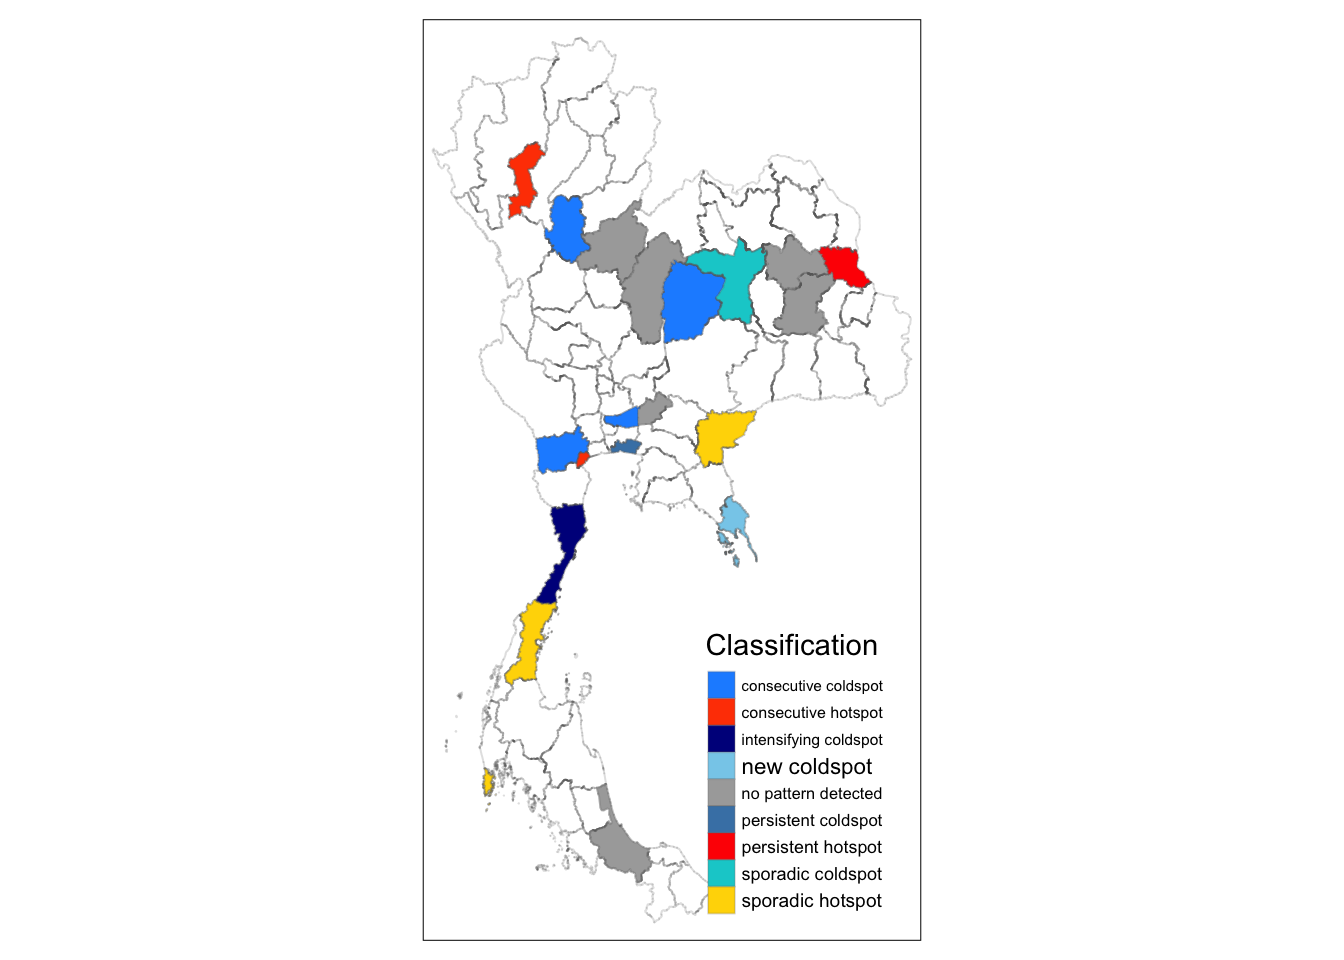 Classification
consecutive coldspot
consecutive hotspot
intensifying coldspot
new coldspot
no pattern detected
persistent coldspot
persistent hotspot
sporadic coldspot
sporadic hotspot